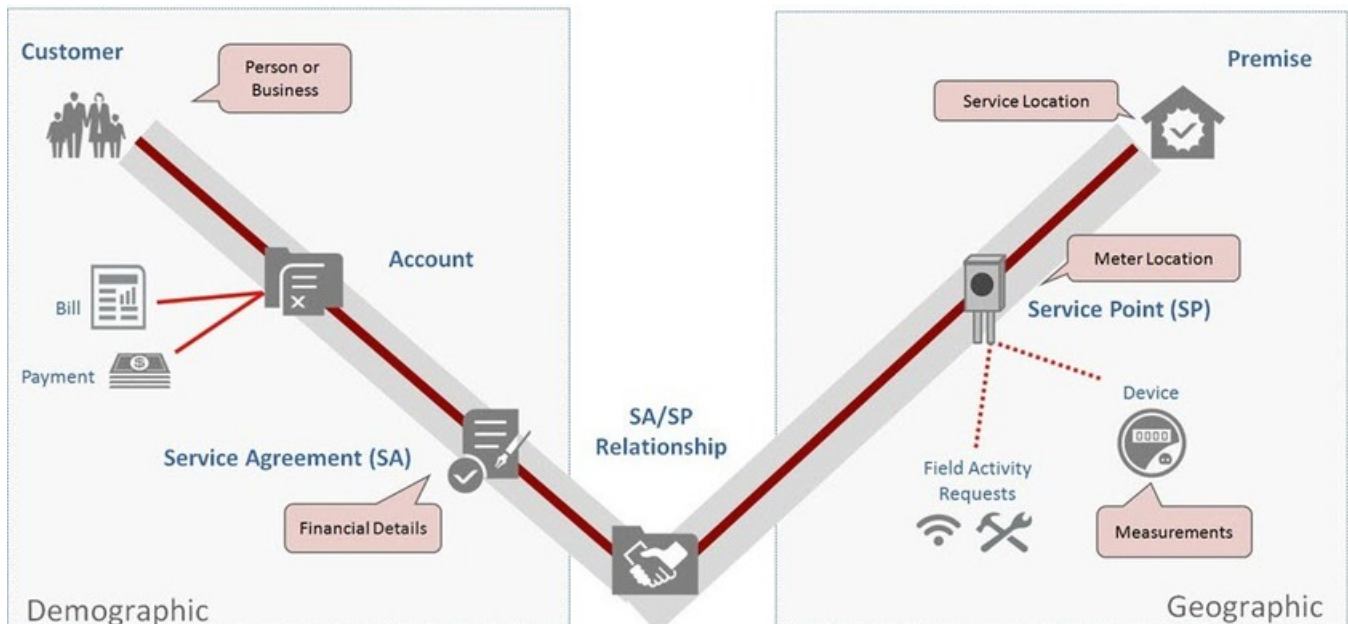 Customer
Person or
Business
Premise
Service Location
Account
Meter Location
Bill
Service Point (SP)
Payment
Device
0000
SA/SP
Relationship
Service Agreement (SA)
Field Activity
Requests
Financial Details
Measurements
Demographic
Geographic